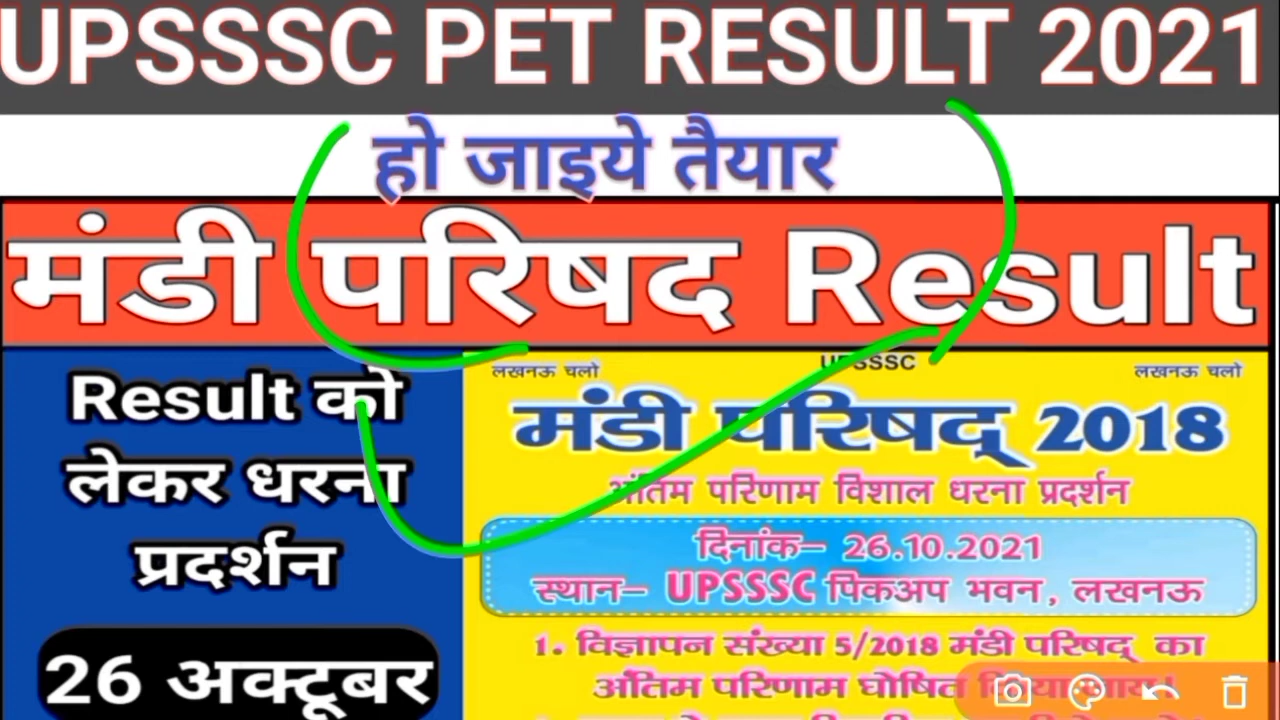 UPSSSC PET RESULT 2021
हो जाइये तैयार
मंडी परिषद Result
Result को
लेकर धरना
प्रदर्शन
26 अक्टूबर
लखनऊ चलो
UPSSSC
लखनऊ चलो
मंडी परिषद् 2018
अंतिम परिणाम विशाल धरना प्रदर्शन
दिनांक– 26.10.2021
स्थान– UPSSSC पिकअप भवन, लखनऊ
1. विज्ञापन संख्या 5/2018 मंडी परिषद् का
अंतिम परिणाम घोषित किया जाय।